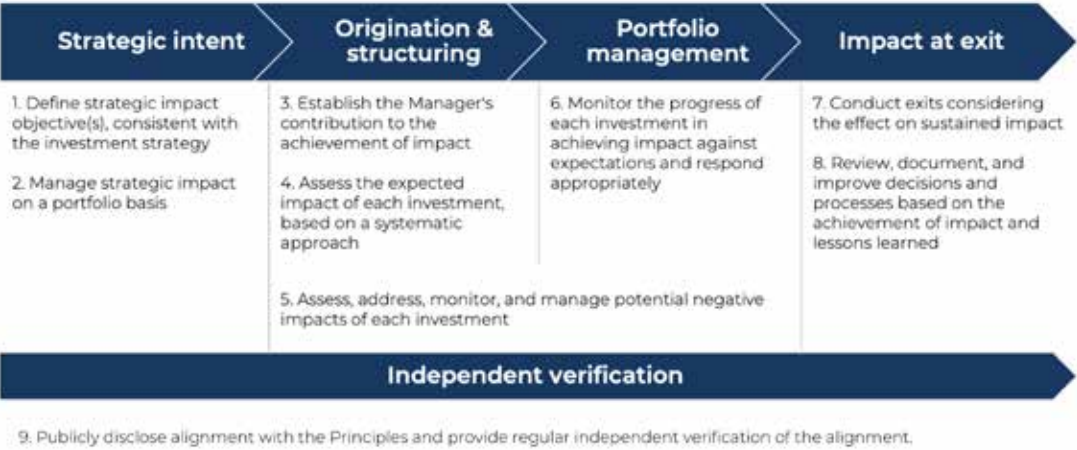 Strategic intent
1. Define strategic impact
objective(s), consistent with
the investment strategy
2. Manage strategic impact
on a portfolio basis
Origination &
structuring
3. Establish the Manager's
contribution to the
achievement of impact
4. Assess the expected
impact of each investment,
based on a systematic
approach
Portfolio
management
6. Monitor the progress of
each investment in
achieving impact against
expectations and respond
appropriately
5. Assess, address, monitor, and manage potential negative
impacts of each investment
Impact at exit
7. Conduct exits considering
the effect on sustained impact
8. Review, document, and
improve decisions and
processes based on the
achievement of impact and
lessons learned
Independent verification
9. Publicly disclose alignment with the Principles and provide regular independent verification of the alignment.